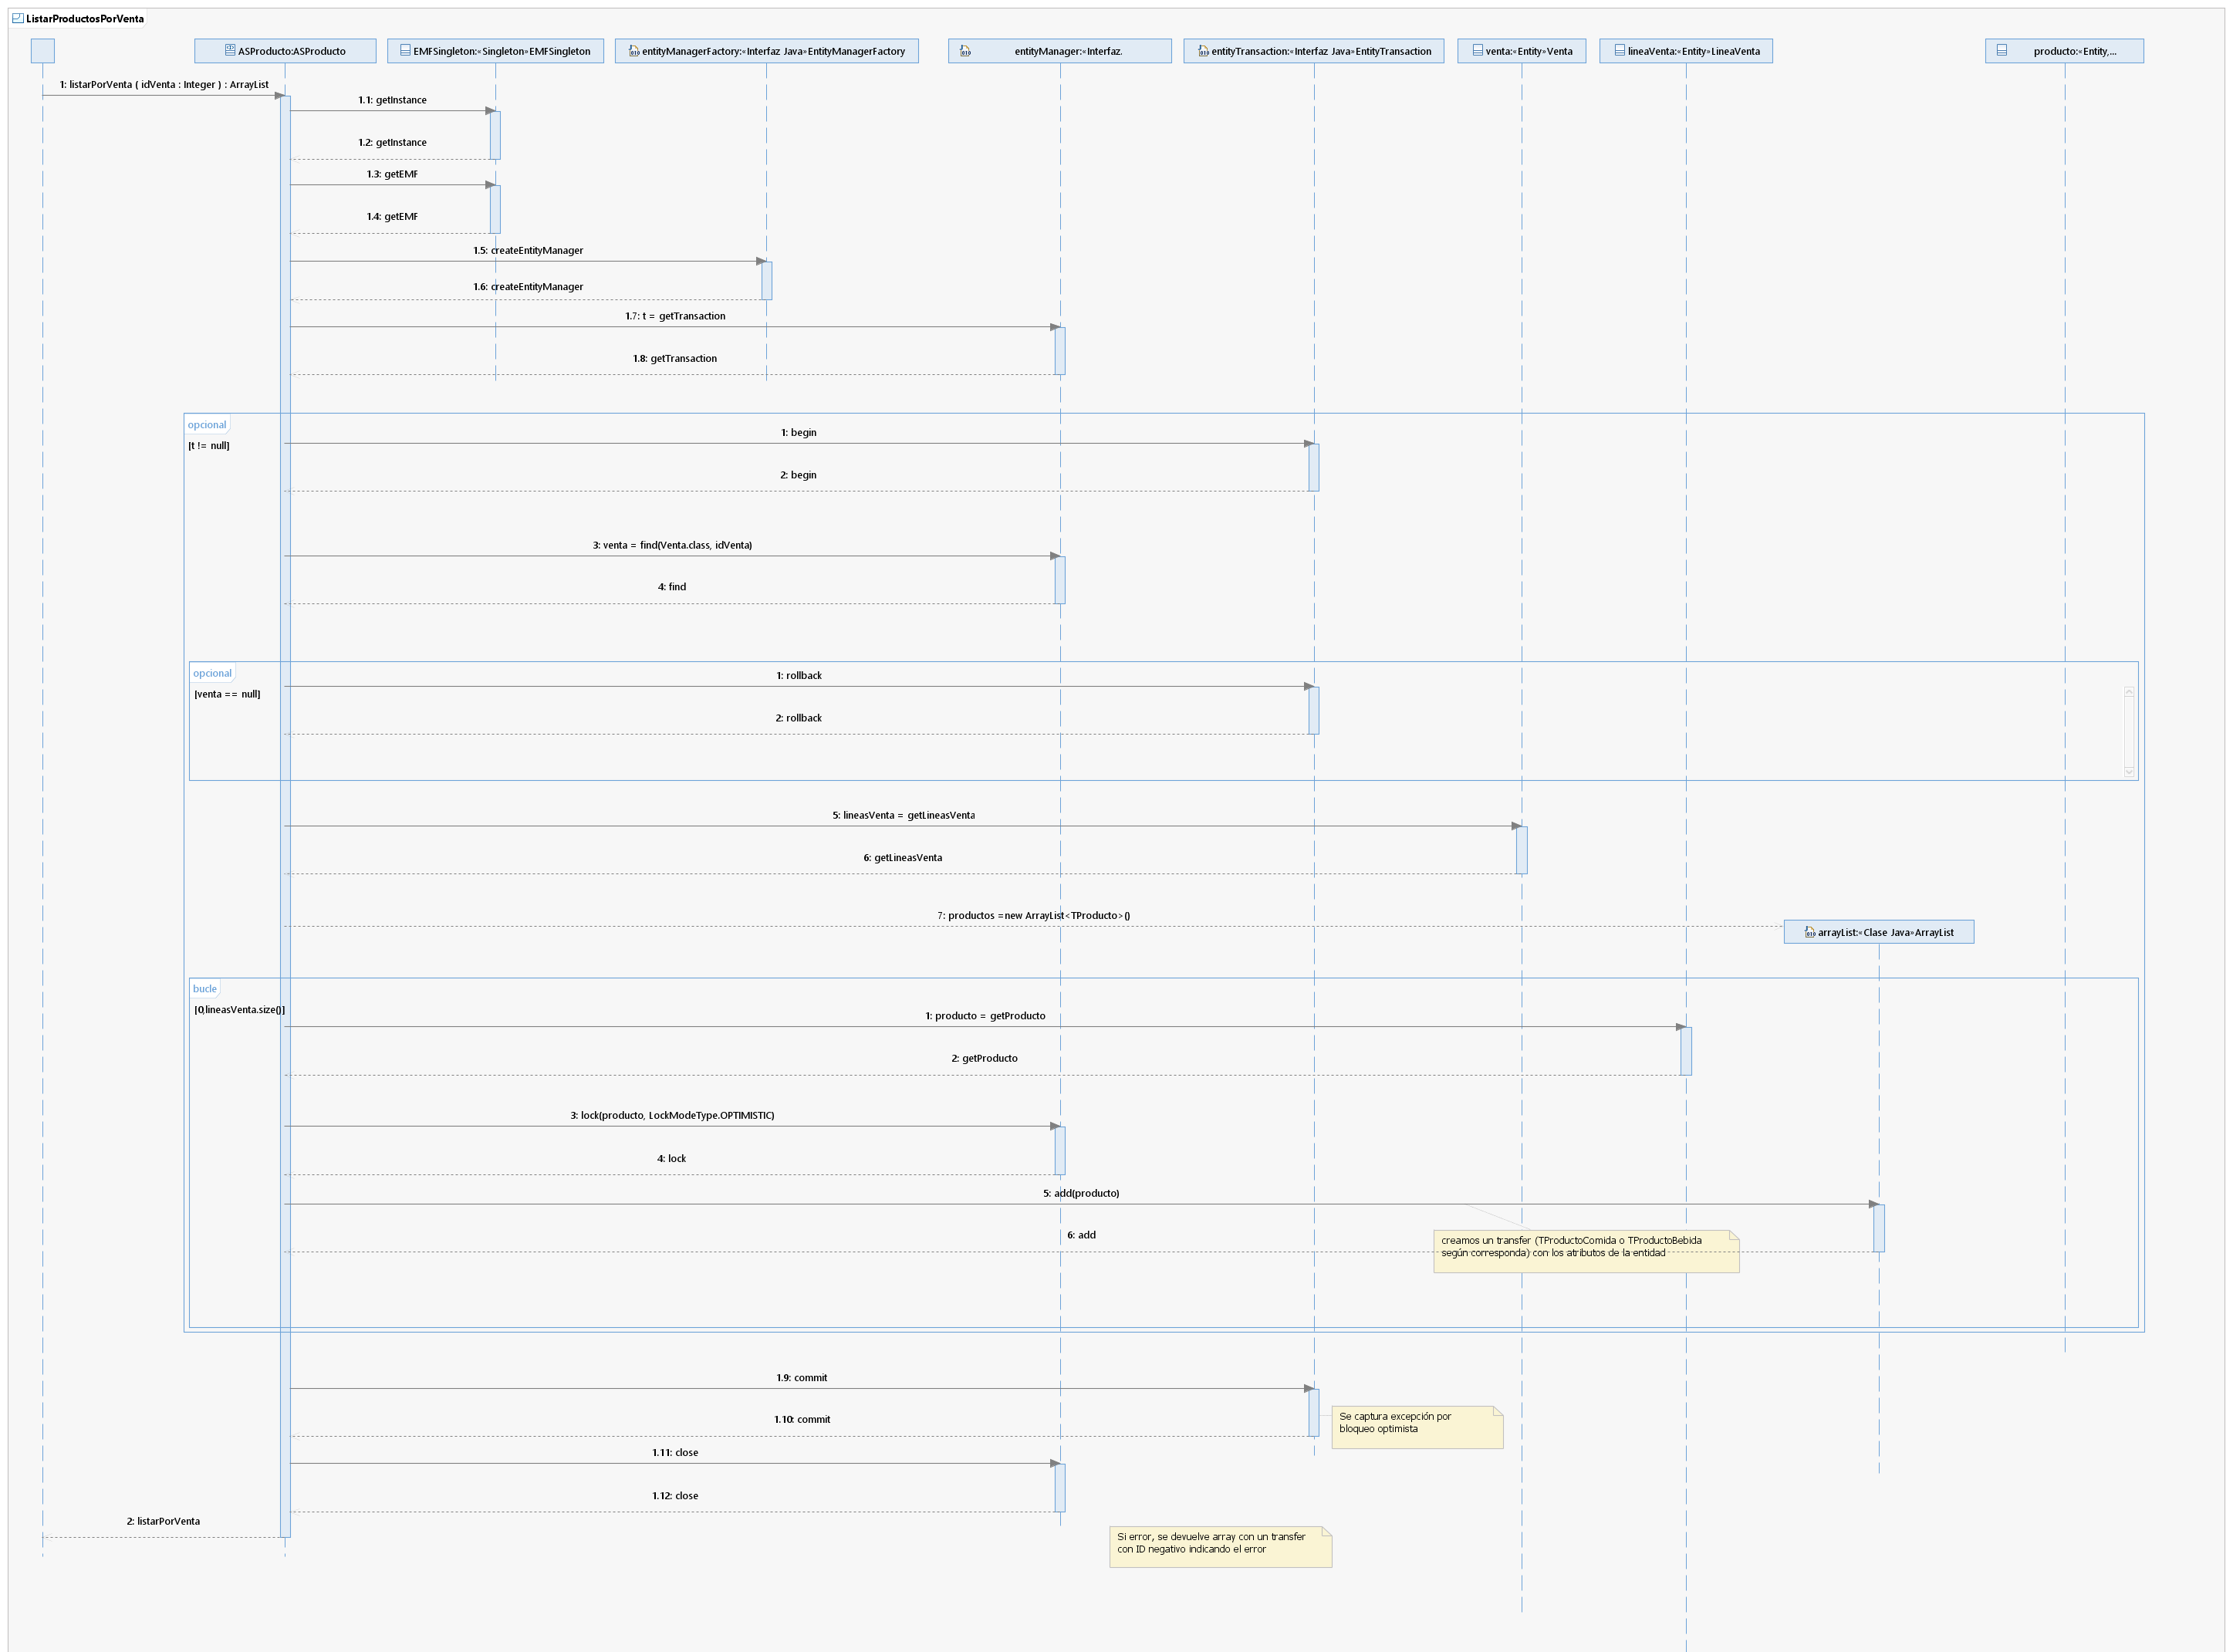 ListarProductosPorVenta
ASProducto:ASProducto
EMFSingleton:«Singleton»EMFSingleton
entityManagerFactory:«Interfaz Java»EntityManagerFactory
entityManager:«Interfaz.
entityTransaction:«Interfaz Java»EntityTransaction
venta:«Entity»Venta
lineaVenta:«Entity»LineaVenta
producto:«Entity,...
1: listarPorVenta ( idVenta : Integer ) : ArrayList
1.1: getInstance
1.2: getInstance
1.3: getEMF
1.4: getEMF
1.5: createEntityManager
1.6: createEntityManager
1.7: t = getTransaction
1.8: getTransaction
opcional
[t != null]
1: begin
2: begin
3: venta = find(Venta.class, idVenta)
4: find
opcional
[venta == null]
1: rollback
2: rollback
5: lineasVenta = getLineasVenta
6: getLineasVenta
7: productos =new ArrayList<TProducto>()
arrayList:«Clase Java»ArrayList
bucle
[0,lineasVenta.size()]
1: producto = getProducto
2: getProducto
3: lock(producto, LockModeType.OPTIMISTIC)
4: lock
5: add(producto)
6: add
creamos un transfer (TProductoComida o TProductoBebida
según corresponda) con los atributos de la entidad
1.9: commit
1.10: commit
Se captura excepción por
bloqueo optimista
1.11: close
1.12: close
2: listarPorVenta
Si error, se devuelve array con un transfer
con ID negativo indicando el error